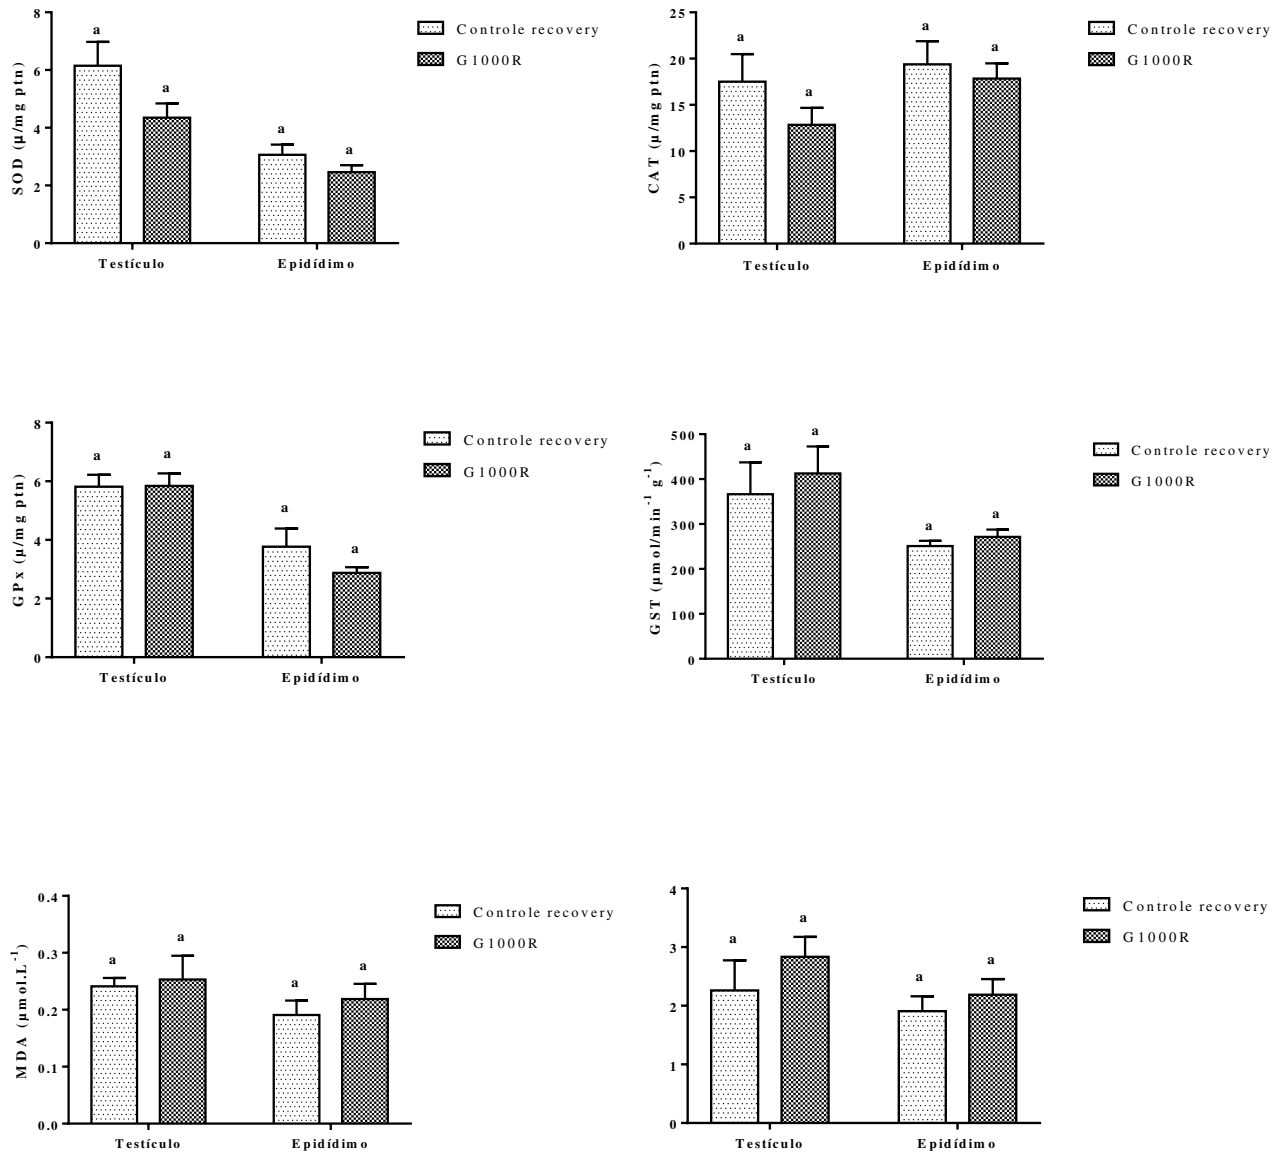 SOD (µ/mg ptn)
8
6
4
2
0
a
a
a
a
Testículo
Epidídimo
Controle recovery
G1000R
CAT (µ/mg ptn)
25
20
15
10
5
0
a
a
a
a
Testículo
Epidídimo
Controle recovery
G1000R
GPx (µ/mg ptn)
8
6
4
2
0
a
a
a
a
Testículo
Epidídimo
Controle recovery
G1000R
GST (µmol/min⁻¹ g⁻¹)
500
400
300
200
100
0
a
a
a
a
Testículo
Epidídimo
Controle recovery
G1000R
MDA (µmol.L⁻¹)
0.4
0.3
0.2
0.1
0.0
a
a
a
a
Testículo
Epidídimo
Controle recovery
G1000R
4
3
2
1
0
a
a
a
a
Testículo
Epidídimo
Controle recovery
G1000R